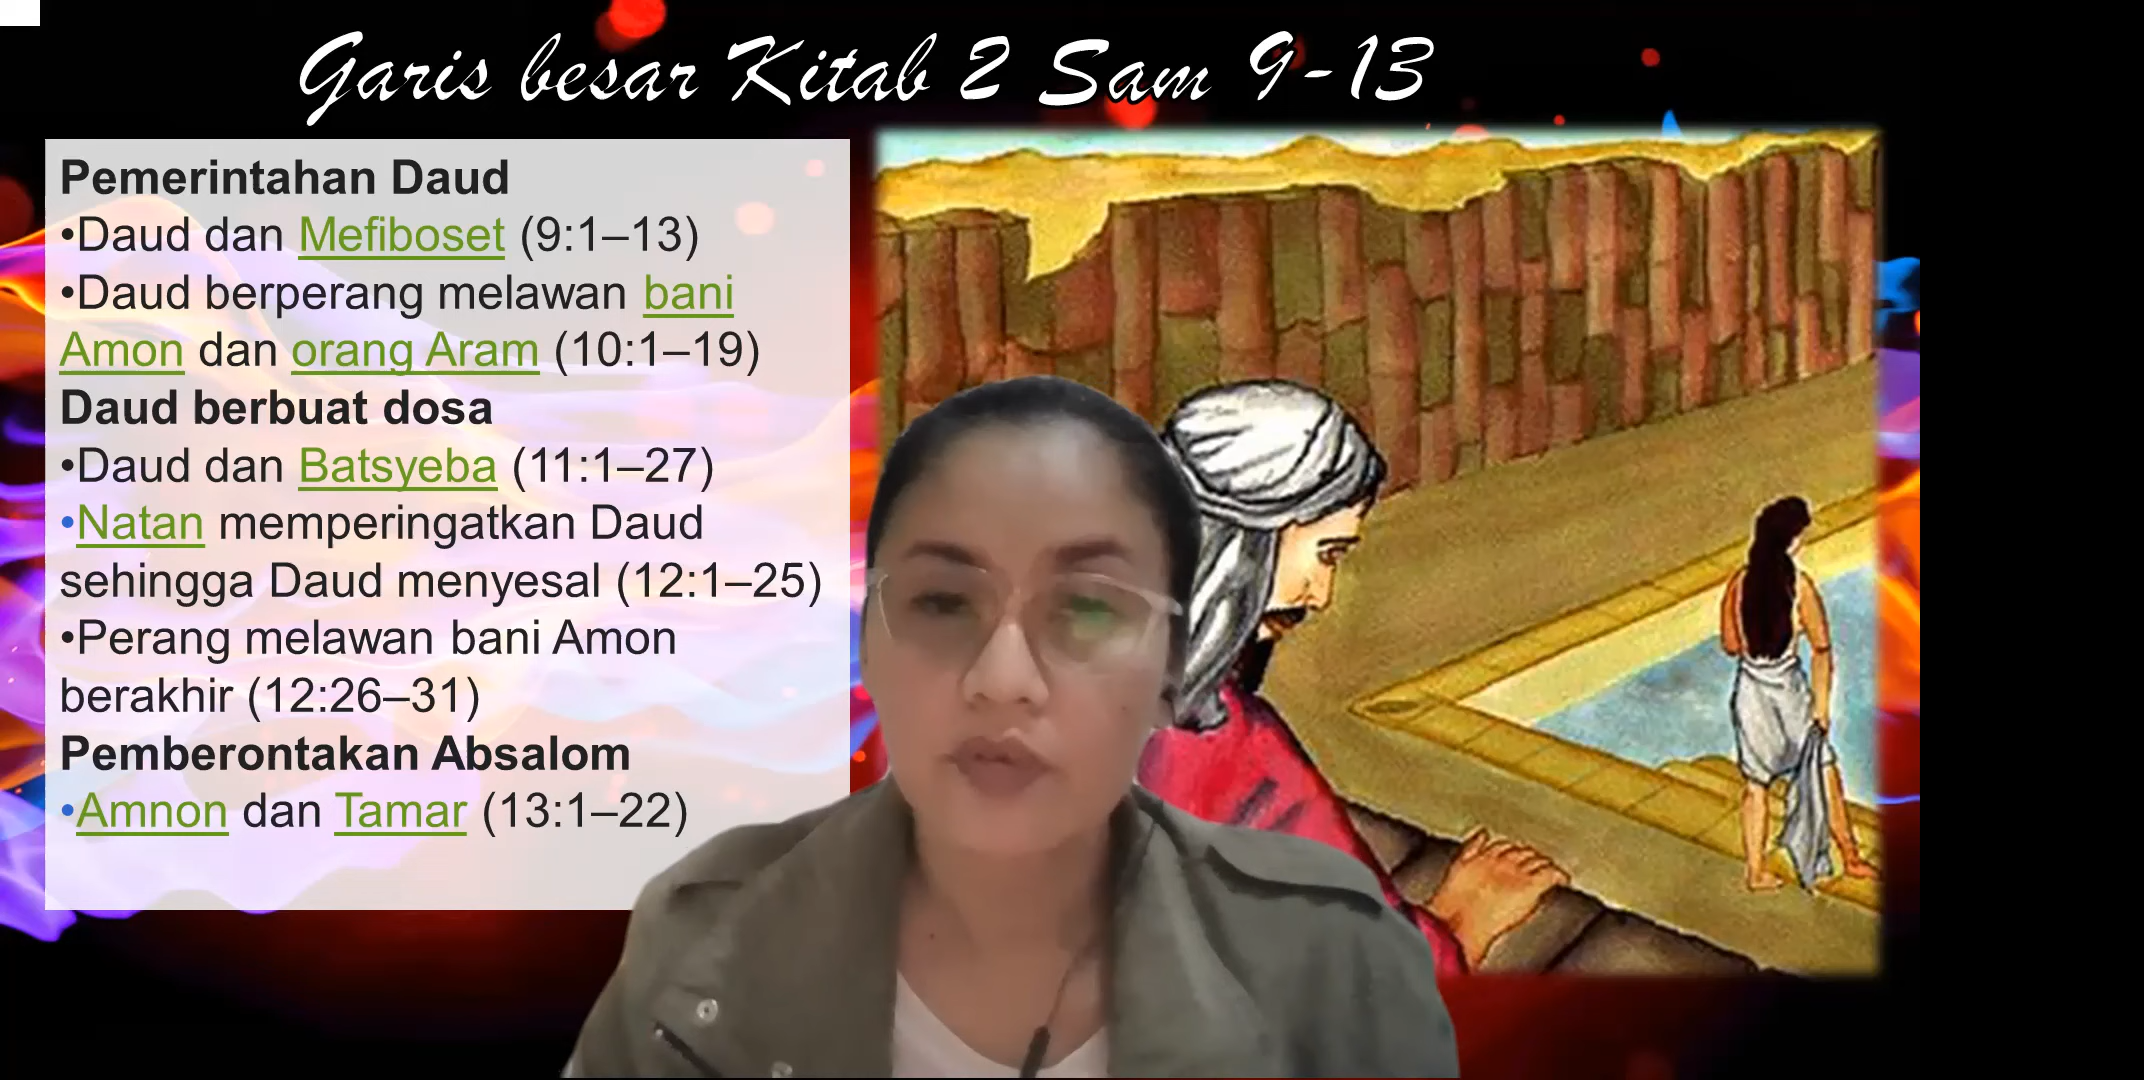 Garis besar Kitab 2 Sam 9-13
Pemerintahan Daud
•Daud dan Mefiboset (9:1–13)
•Daud berperang melawan bani
Amon dan orang Aram (10:1–19)
Daud berbuat dosa
•Daud dan Batsyeba (11:1–27)
•Natan memperingatkan Daud
sehingga Daud menyesal (12:1–25)
•Perang melawan bani Amon
berakhir (12:26–31)
Pemberontakan Absalom
•Amnon dan Tamar (13:1–22)